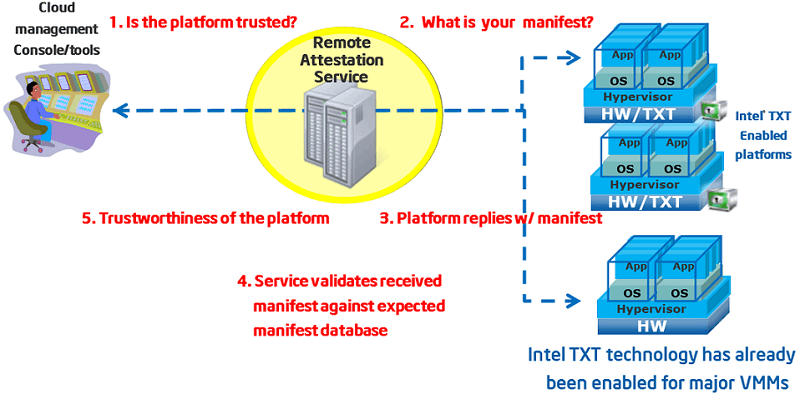 Cloud
management
Console/tools
1. Is the platform trusted?
2. What is your manifest?
Remote
Attestation
Service
App
App
OS
OS
Hypervisor
HW/TXT
Intel® TXT
Enabled
platforms
App
App
OS
OS
Hypervisor
HW/TXT
5. Trustworthiness of the platform
3. Platform replies w/ manifest
4. Service validates received
manifest against expected
manifest database
App
App
OS
OS
Hypervisor
HW
Intel TXT technology has already
been enabled for major VMMs